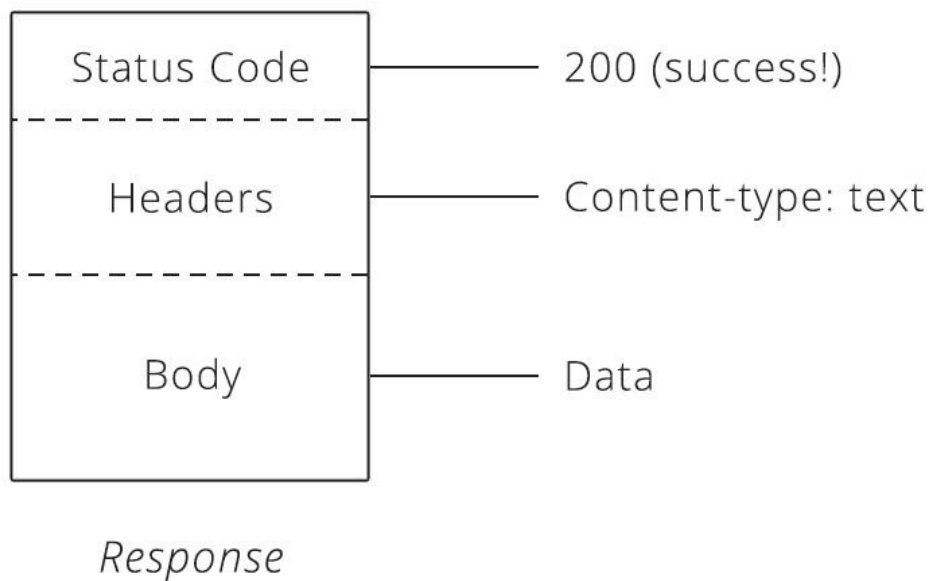 Status Code
200 (success!)
Headers
Content-type: text
Body
Data
Response